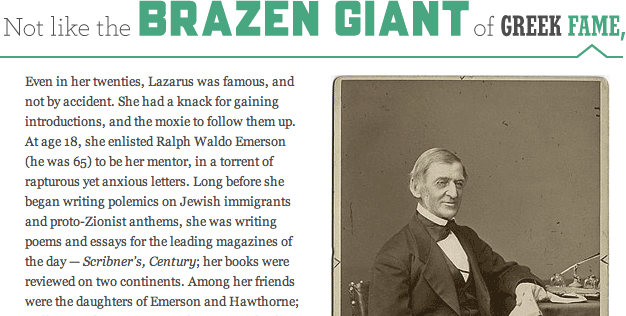 Not like the BRAZEN GIANT of GREEK FAME,
Even in her twenties, Lazarus was famous, and
not by accident. She had a knack for gaining
introductions, and the moxie to follow them up.
At age 18, she enlisted Ralph Waldo Emerson
(he was 65) to be her mentor, in a torrent of
rapturous yet anxious letters. Long before she
began writing polemics on Jewish immigrants
and proto-Zionist anthems, she was writing
poems and essays for the leading magazines of
the day — Scribner's, Century; her books were
reviewed on two continents. Among her friends
were the daughters of Emerson and Hawthorne;